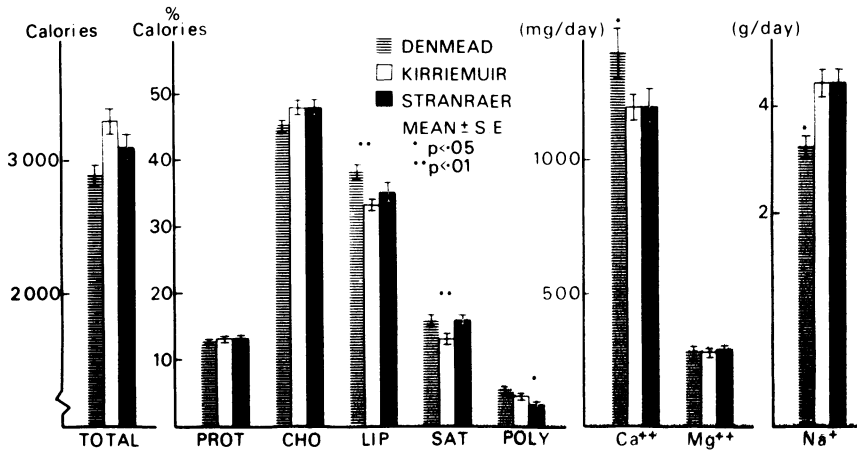 Calories
3000
2000
TOTAL
%
Calories
50
40
30
20
10
PROT CHO LIP SAT POLY
DENMEAD
KIRRIEMUIR
STRANRAER
MEAN ± S E
• p<·05
•• p<·01
(mg/day)
1000
500
Ca++ Mg++
(g/day)
4
2
Na+